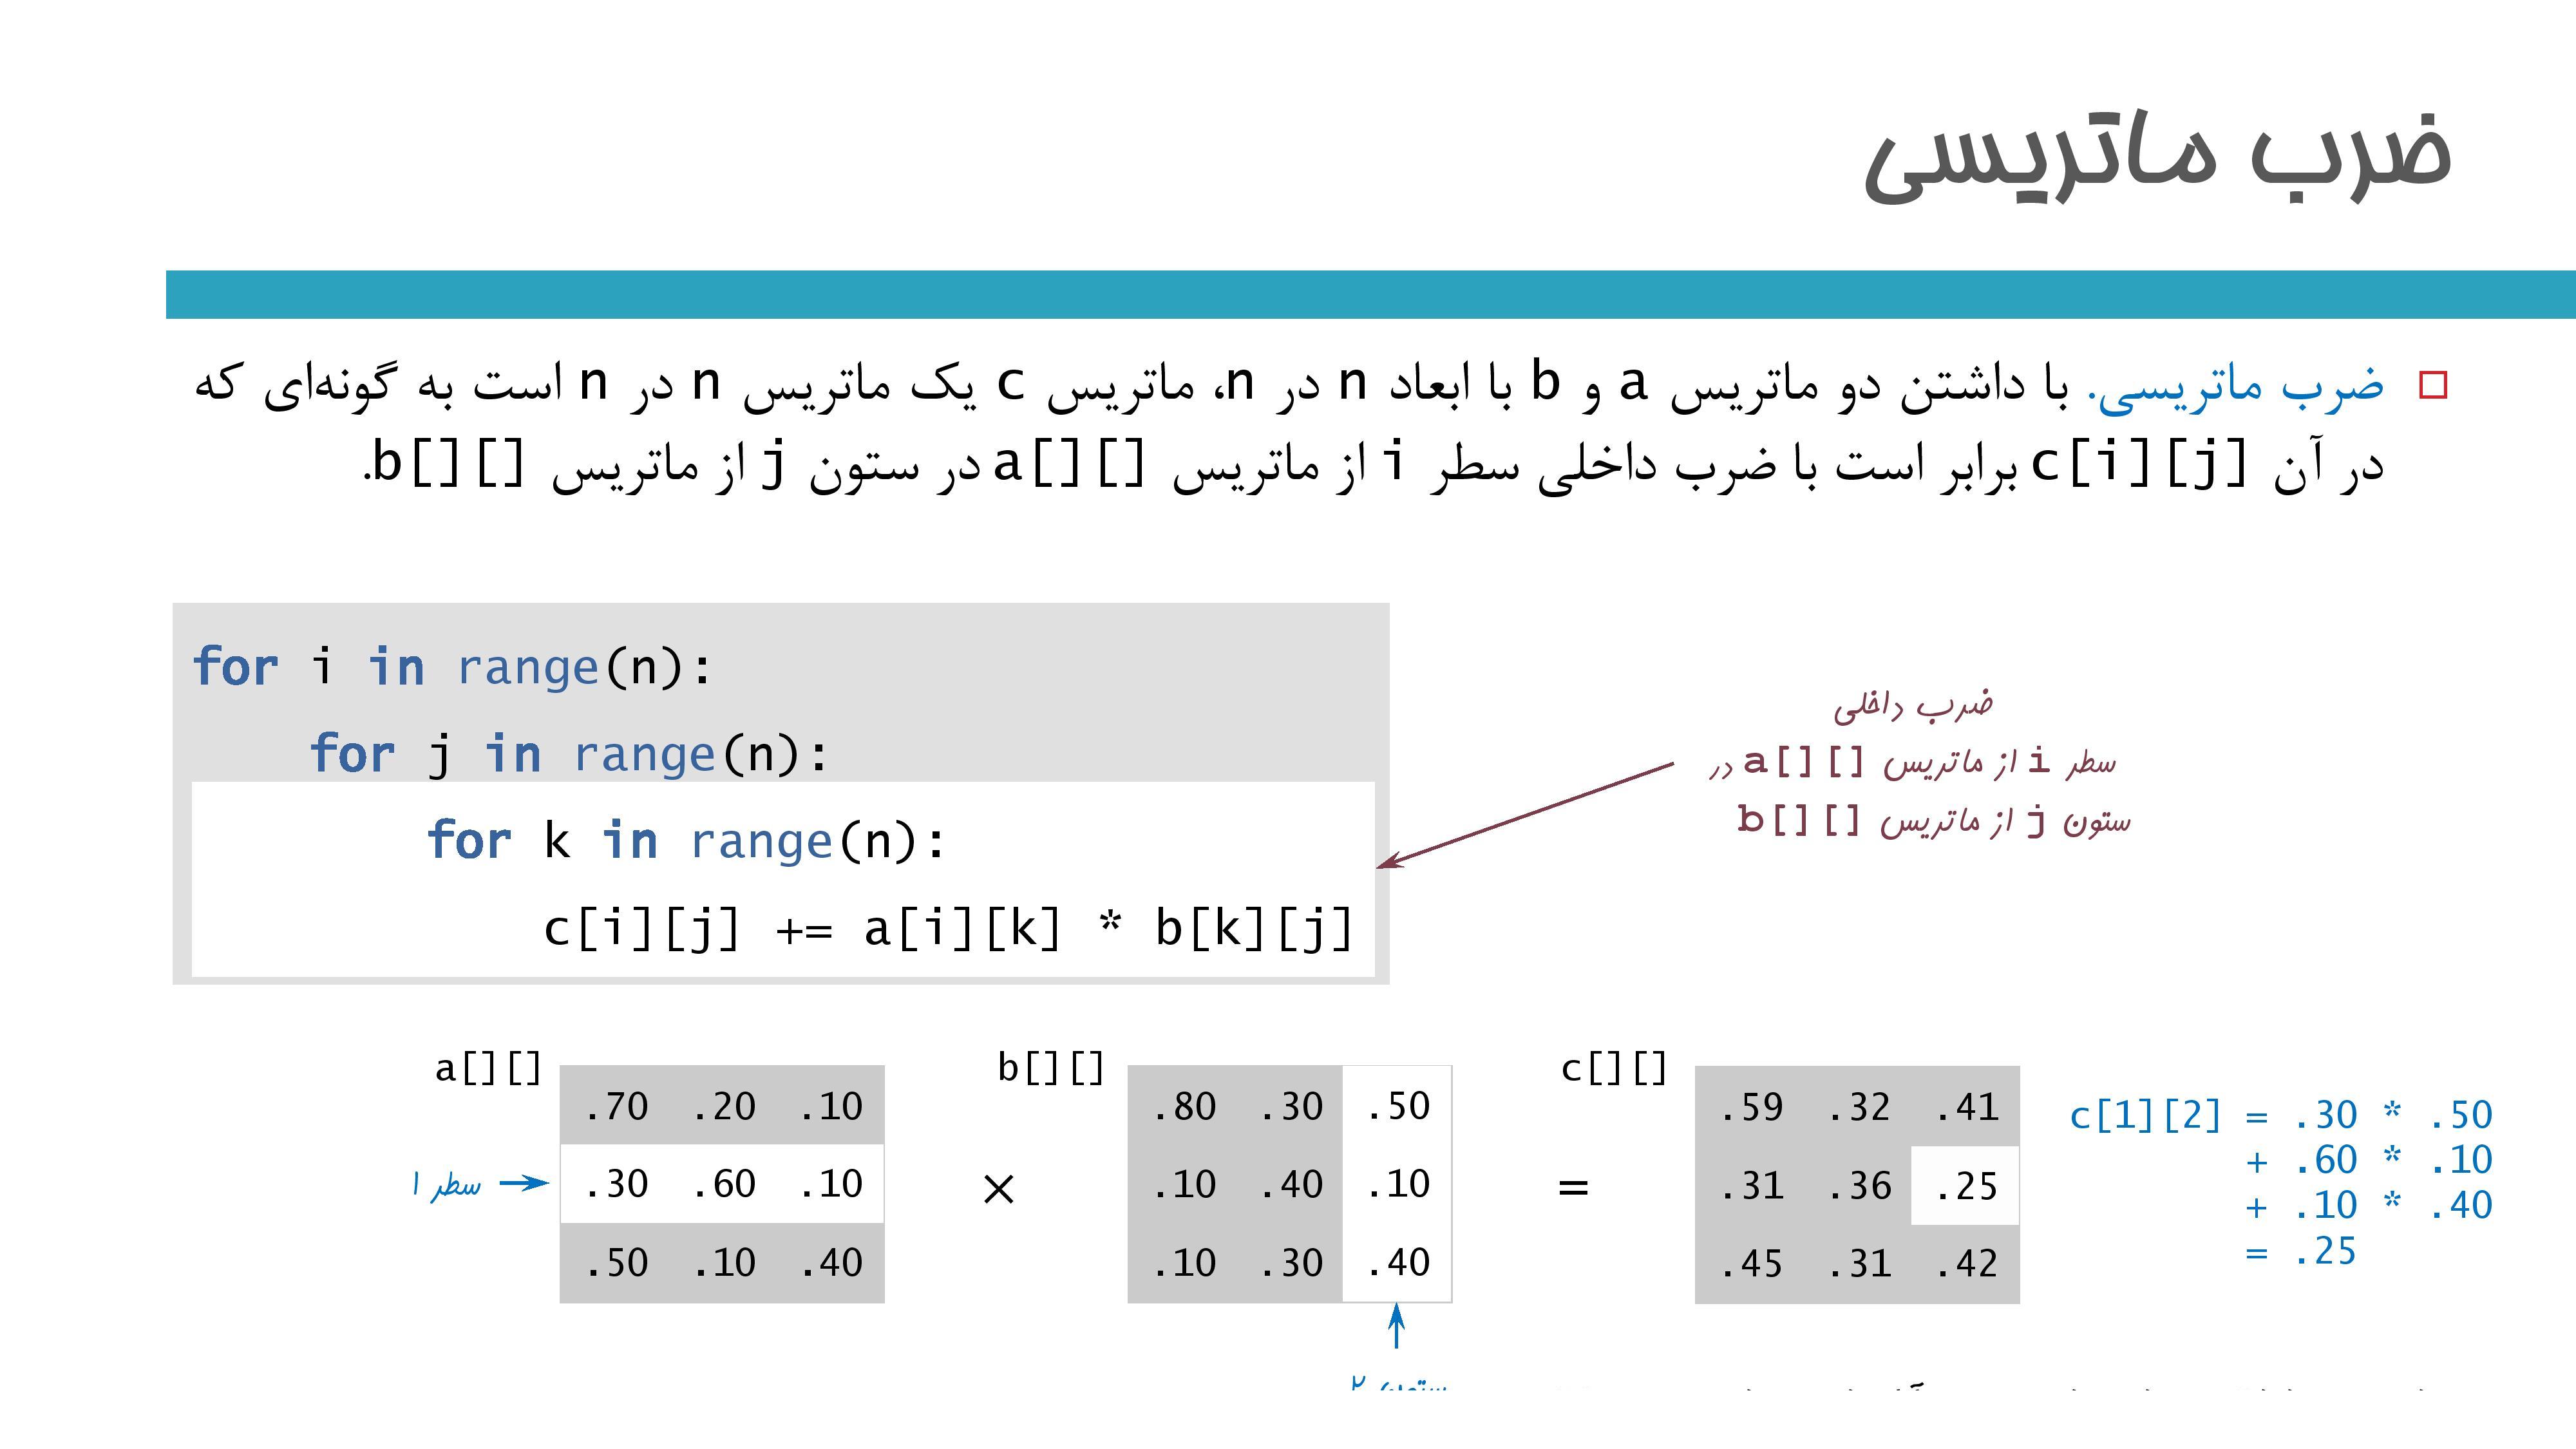 ضرب ماتریسی
ضرب ماتریسی. با داشتن دو ماتریس a و b با ابعاد n در n، ماتریس c یک ماتریس n در n است به گونه‌ای که
در آن c[i][j] برابر است با ضرب داخلی سطر i از ماتریس a[][] در ستون j از ماتریس b[][].
for i in range(n):
for j in range(n):
for k in range(n):
c[i][j] += a[i][k] * b[k][j]
ضرب داخلی
سطر i از ماتریس a[][] در
ستون j از ماتریس b[][]
a[][]
.70 .20 .10
سطر ۱
.30 .60 .10
.50 .10 .40
×
b[][]
.80 .30 .50
.10 .40 .10
.10 .30 .40
ستون ۲
=
c[][]
.59 .32 .41
.31 .36 .25
.45 .31 .42
c[1][2] = .30 * .50
+ .60 * .10
+ .10 * .40
= .25